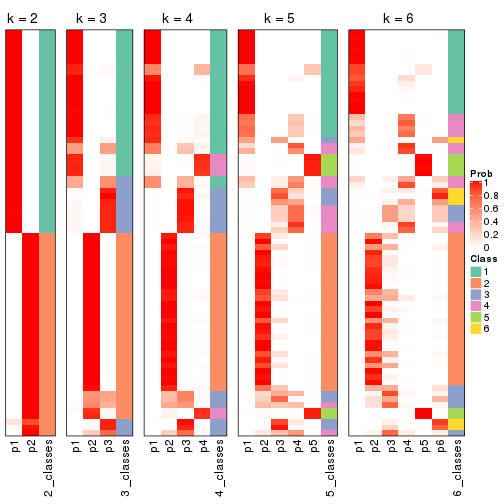 k = 2
k = 3
k = 4
k = 5
k = 6
p1
p2
2_classes
p1
p2
p3
3_classes
p1
p2
p3
p4
4_classes
p1
p2
p3
p4
p5
5_classes
p1
p2
p3
p4
p5
p6
6_classes
Prob
1
0.8
0.6
0.4
0.2
0
Class
1
2
3
4
5
6